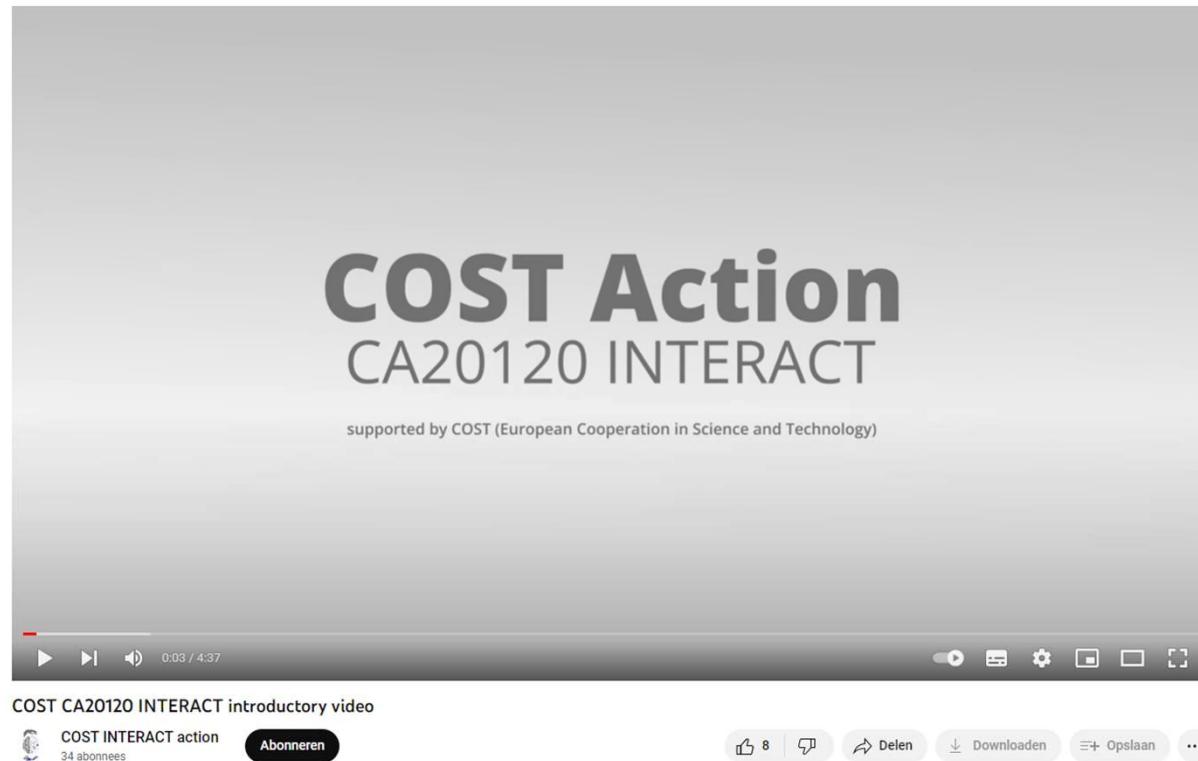 COST Action
CA20120 INTERACT
supported by COST (European Cooperation in Science and Technology)
0:03 / 4:37
COST CA20120 INTERACT introductory video
COST INTERACT action
34 abonnees
Abonneren
8
Delen
Downloaden
Opslaan